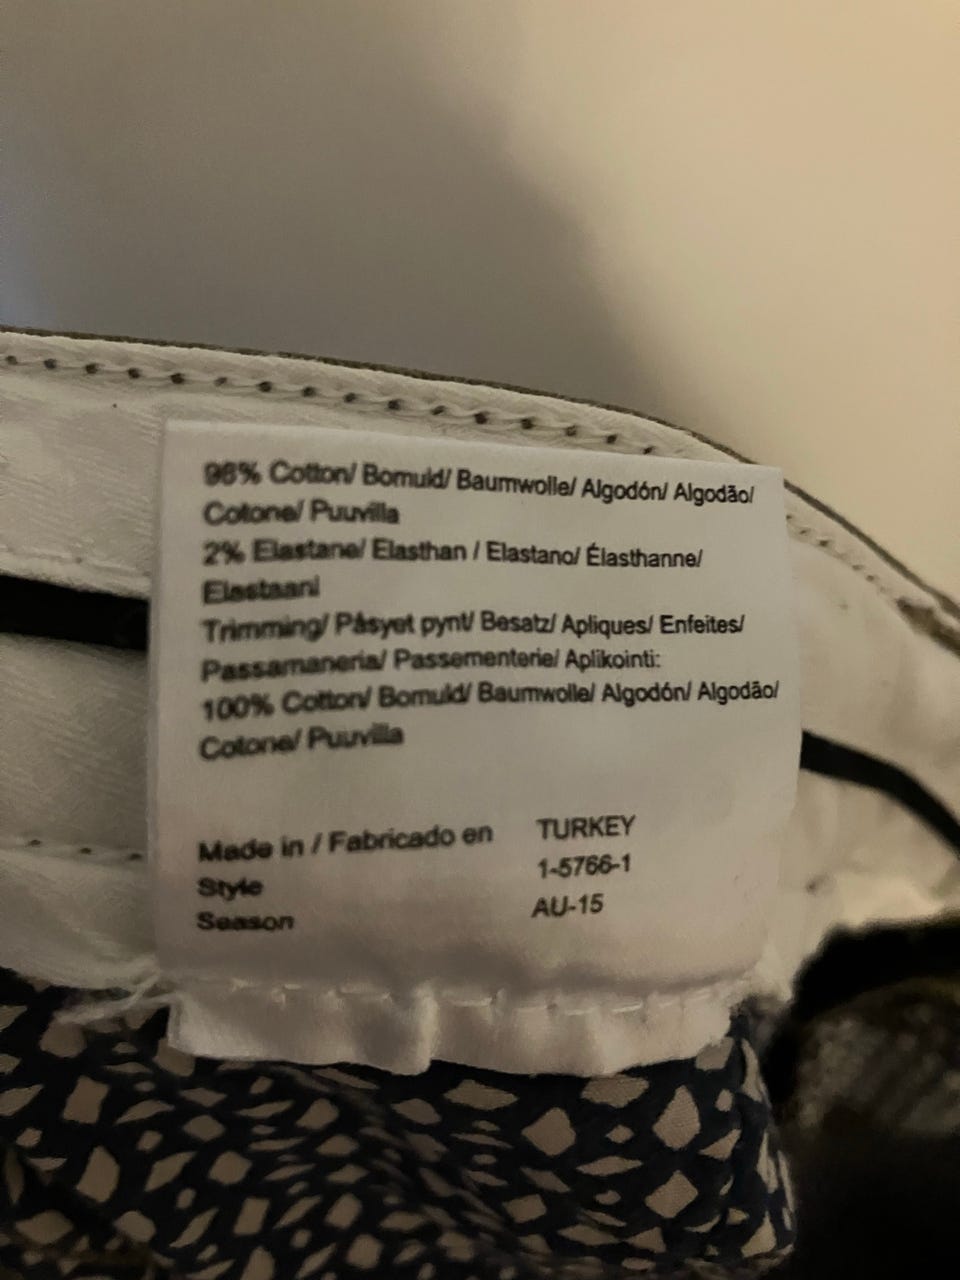 98% Cotton/ Bomuld/ Baumwolle/ Algodón/ Algodão/
Cotone/ Puuvilla
2% Elastane/ Elasthan / Elastano/ Élasthanne/
Elastaani
Trimming/ Påsyet pynt/ Besatz/ Apliques/ Enfeites/
Passamaneria/ Passementerie/ Aplikointi:
100% Cotton/ Bomuld/ Baumwolle/ Algodón/ Algodão/
Cotone/ Puuvilla
Made in / Fabricado en TURKEY
Style 1-5766-1
Season AU-15